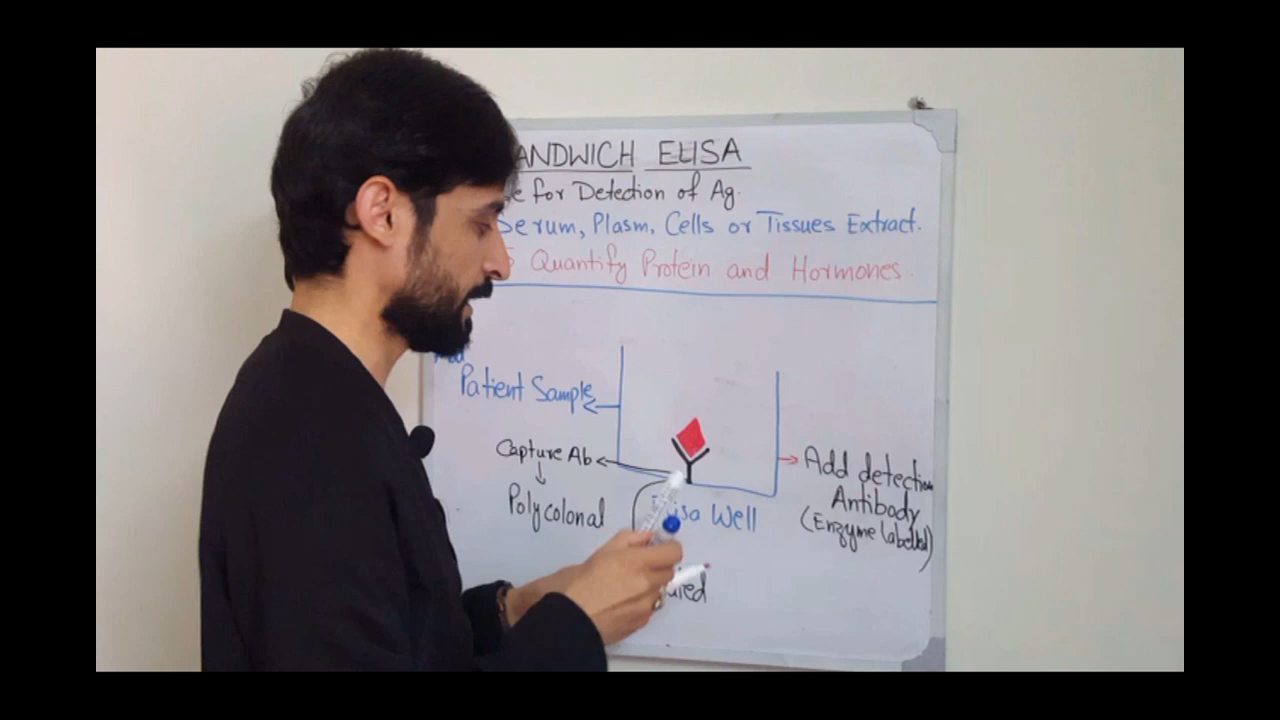 ANDWICH ELISA
e for Detection of Ag.
Serum, Plasm, Cells or Tissues Extract.
Quantify Protein and Hormones.
Patient Sample
Capture Ab
Polycolonal
Elisa Well
Add detection
Antibody
(Enzyme labelled)